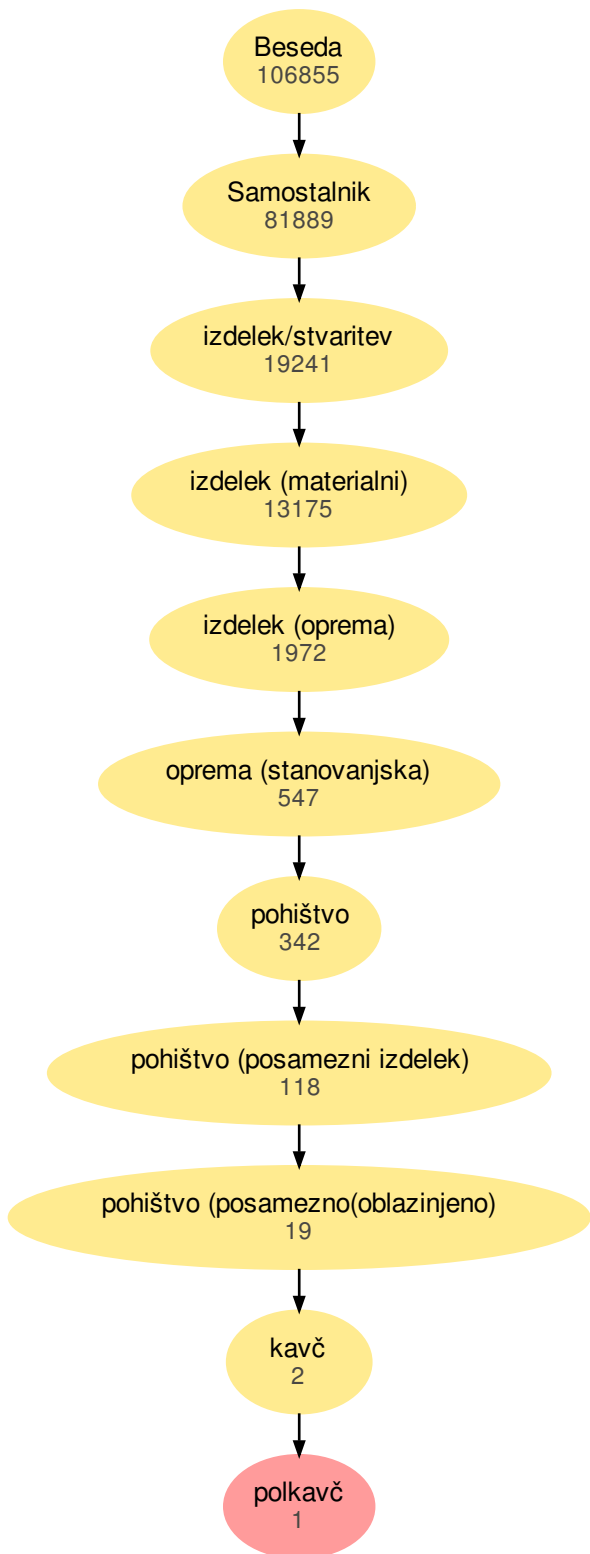 Beseda
106855
Samostalnik
81889
izdelek/stvaritev
19241
izdelek (materialni)
13175
izdelek (oprema)
1972
oprema (stanovanjska)
547
pohištvo
342
pohištvo (posamezni izdelek)
118
pohištvo (posamezno(oblazinjeno)
19
kavč
2
polkavč
1